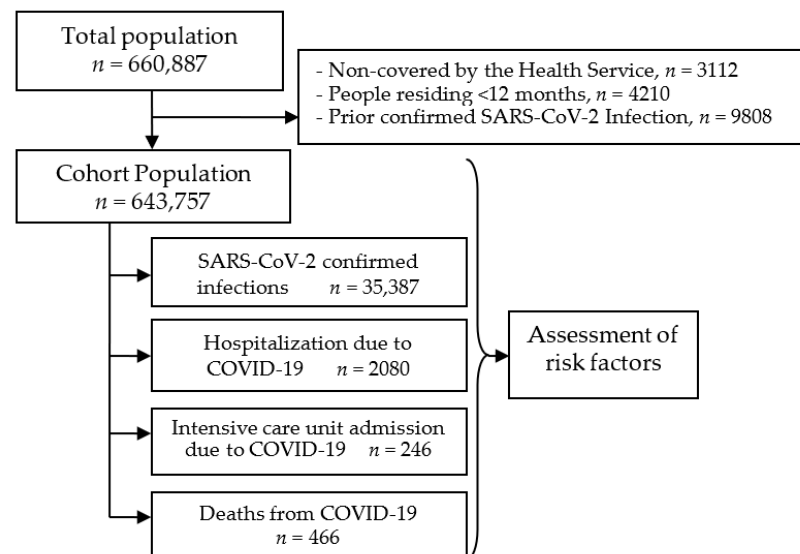 Total population
n = 660,887
- Non-covered by the Health Service, n = 3112
- People residing <12 months, n = 4210
- Prior confirmed SARS-CoV-2 Infection, n = 9808
Cohort Population
n = 643,757
SARS-CoV-2 confirmed
infections n = 35,387
Hospitalization due to
COVID-19 n = 2080
Intensive care unit admission
due to COVID-19 n = 246
Deaths from COVID-19
n = 466
Assessment of
risk factors